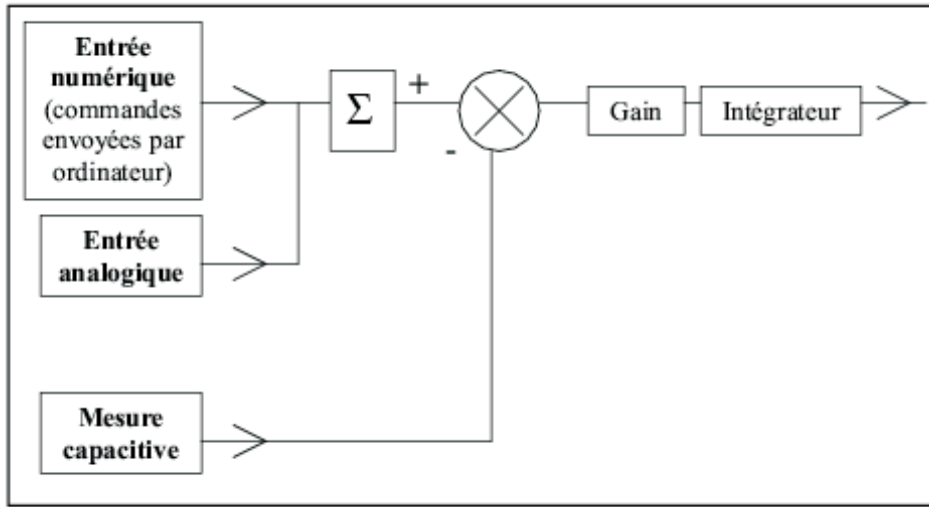 Entrée
numérique
(commandes
envoyées par
ordinateur)
Σ
+
-
Gain
Intégrateur
Entrée
analogique
Mesure
capacitive